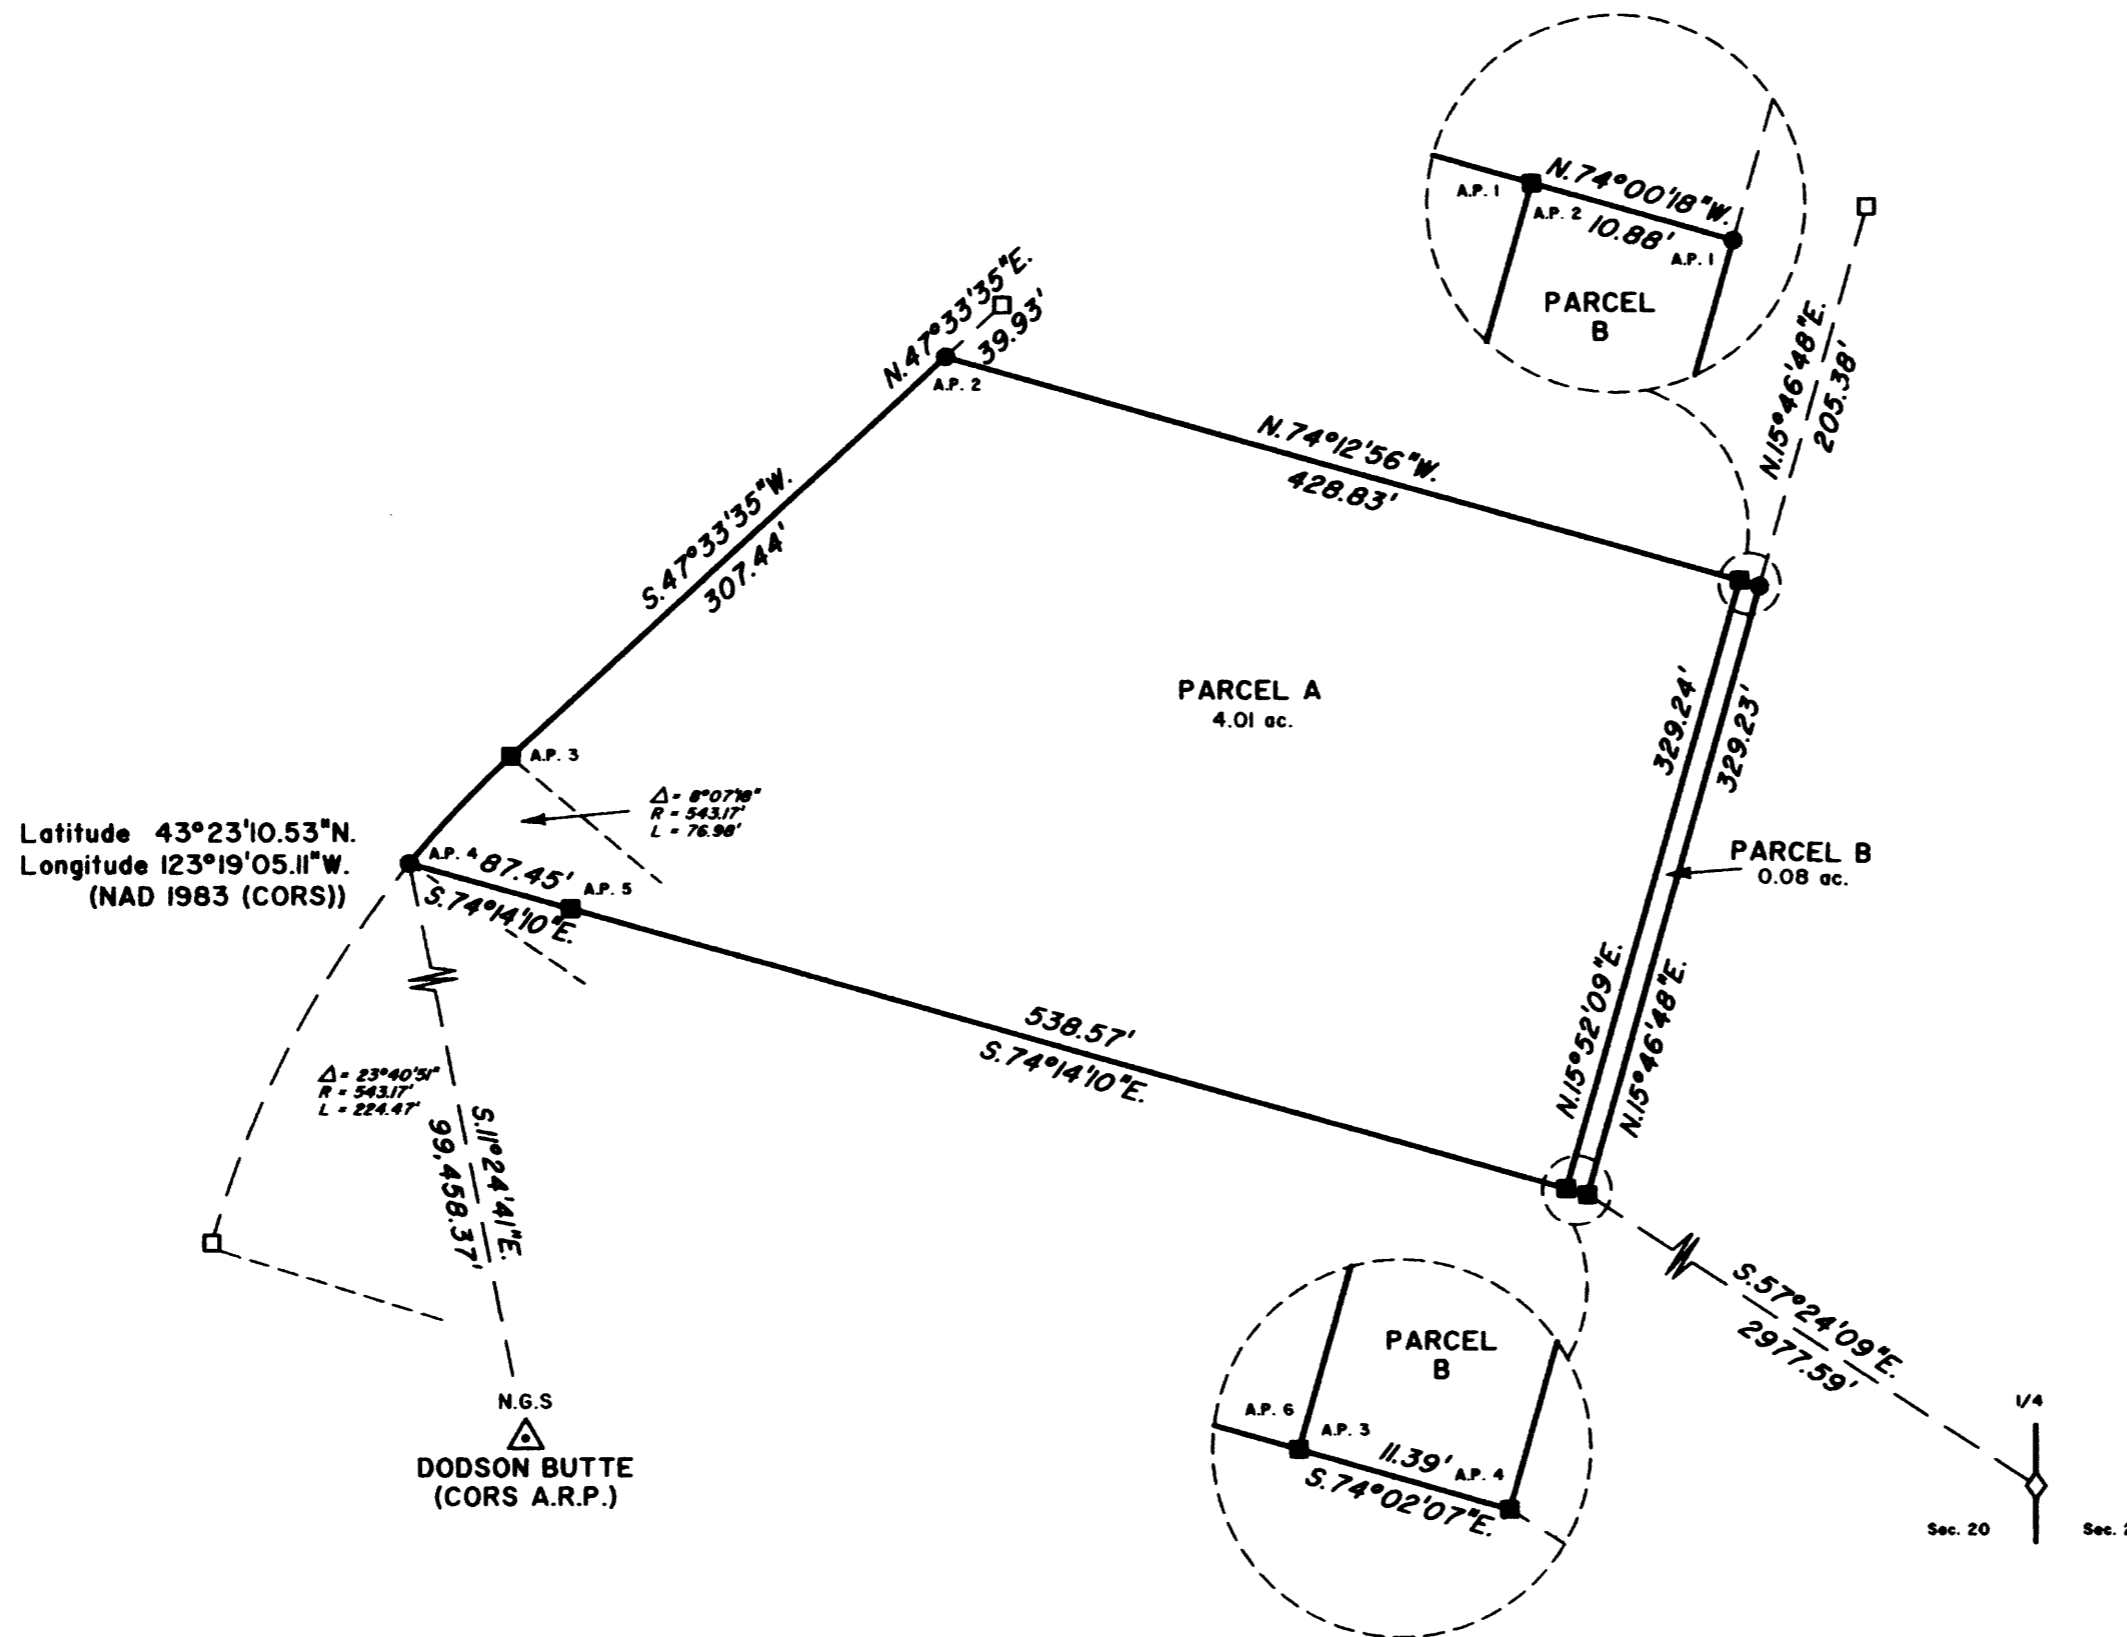 N.74°00'18"W.
A.P. 1
A.P. 2
10.88'
A.P. 1
PARCEL
B
N.47°33'35"E.
39.93'
A.P. 2
N.15°46'48"E.
205.38'
N.74°12'56"W.
428.83'
S.47°33'35"W.
307.44'
PARCEL A
4.01 ac.
329.24'
329.23'
A.P. 3
Δ= 8°07'18"
R = 543.17'
L = 76.98'
Latitude 43°23'10.53"N.
Longitude 123°19'05.11"W.
(NAD 1983 (CORS))
A.P. 4
87.45'
A.P. 5
S.74°14'10"E.
PARCEL B
0.08 ac.
N.15°52'09"E.
N.15°46'48"E.
538.57'
S.74°14'10"E.
Δ= 23°40'51"
R = 543.17'
L = 224.47'
S.11°24'41"E.
99,458.37'
S.57°24'09"E.
2977.59'
PARCEL
B
A.P. 6
A.P. 3
11.39'
A.P. 4
S.74°02'07"E.
N.G.S
DODSON BUTTE
(CORS A.R.P.)
1/4
Sec. 20
Sec.